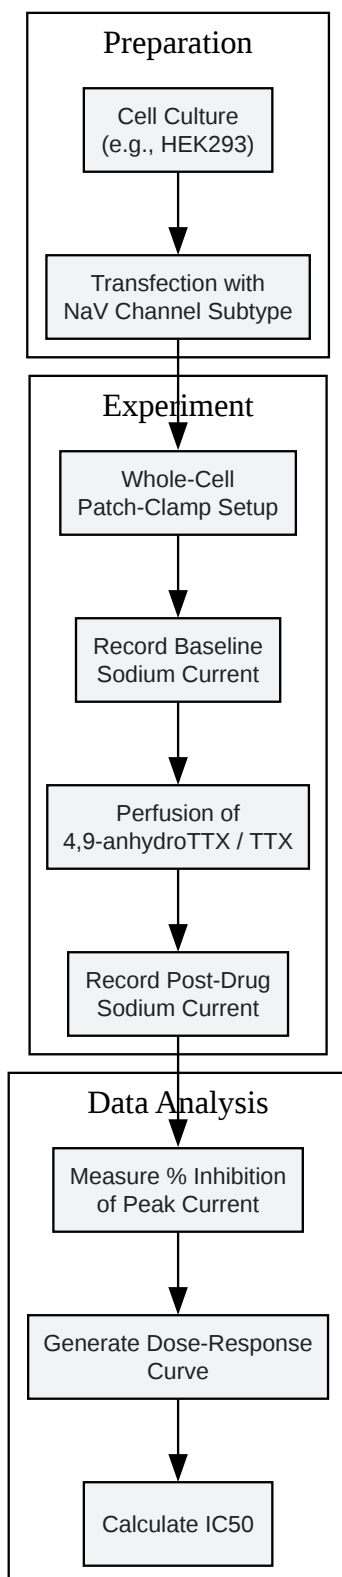 Preparation
Cell Culture
(e.g., HEK293)
Transfection with
NaV Channel Subtype
Experiment
Whole-Cell
Patch-Clamp Setup
Record Baseline
Sodium Current
Perfusion of
4,9-anhydroTTX / TTX
Record Post-Drug
Sodium Current
Data Analysis
Measure % Inhibition
of Peak Current
Generate Dose-Response
Curve
Calculate IC50